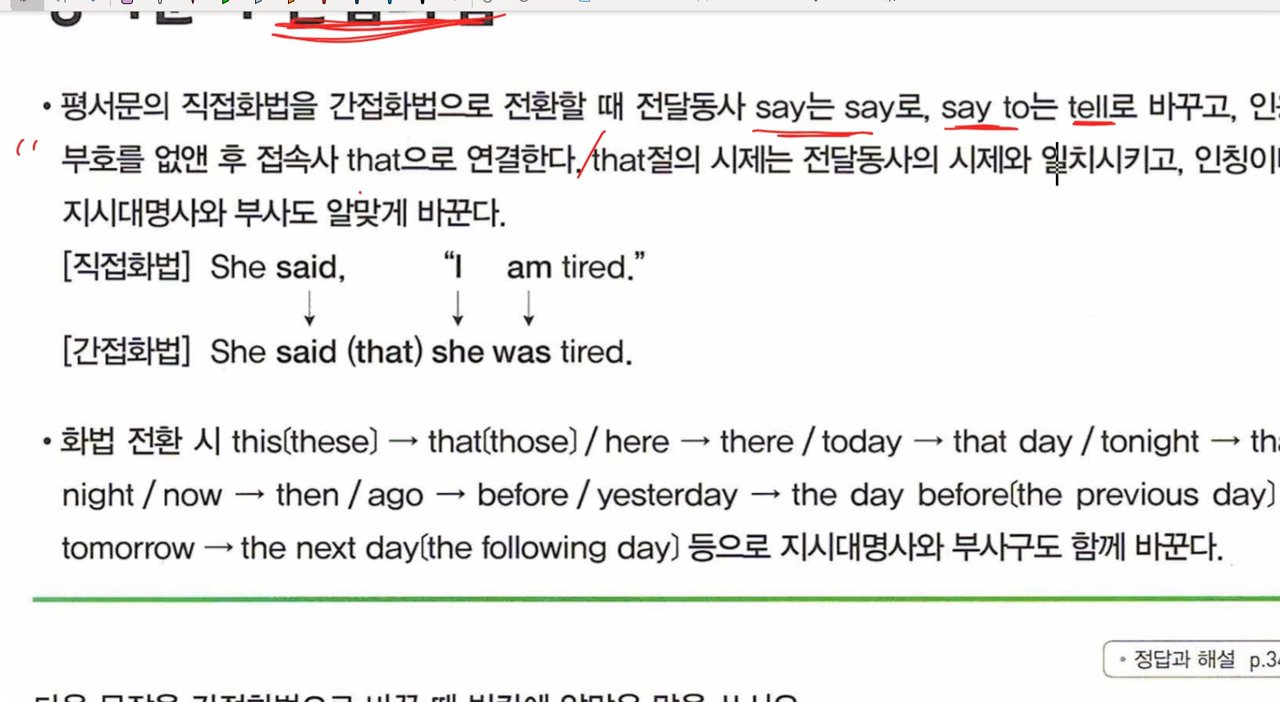 • 평서문의 직접화법을 간접화법으로 전환할 때 전달동사 say는 say로, say to는 tell로 바꾸고,
부호를 없앤 후 접속사 that으로 연결한다. that절의 시제는 전달동사의 시제와 일치시키고,
지시대명사와 부사도 알맞게 바꾼다.
[직접화법] She said, “I am tired.”
[간접화법] She said (that) she was tired.
• 화법 전환 시 this(these) → that(those) / here → there / today → that day / tonight →
night / now → then / ago → before / yesterday → the day before(the previous day)
tomorrow → the next day(the following day) 등으로 지시대명사와 부사구도 함께 바꾼다.
• 정답과 해설